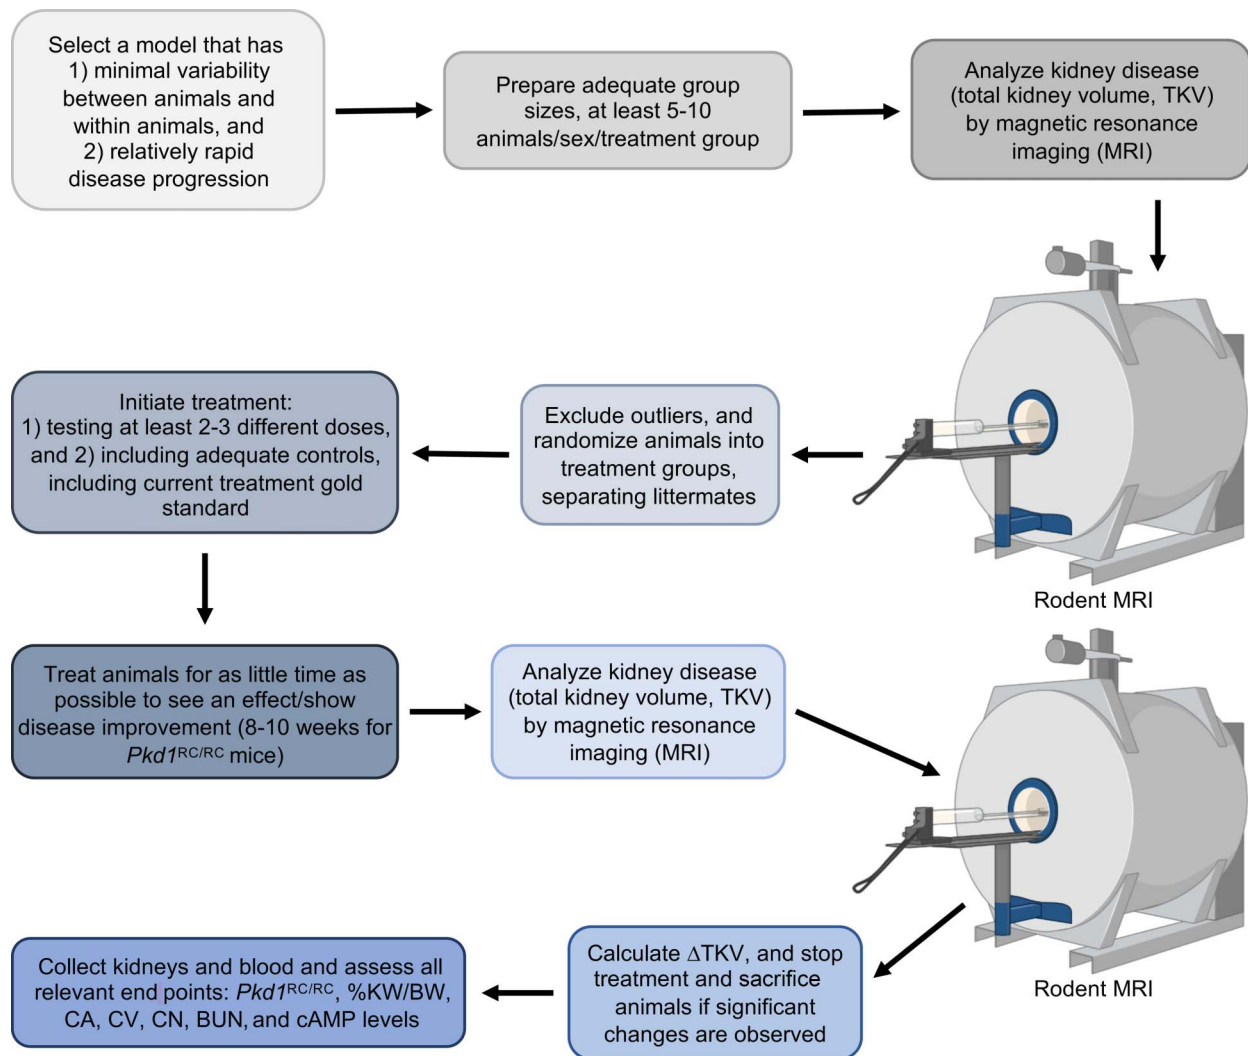 Select a model that has
1) minimal variability
between animals and
within animals, and
2) relatively rapid
disease progression
Prepare adequate group
sizes, at least 5-10
animals/sex/treatment group
Analyze kidney disease
(total kidney volume, TKV)
by magnetic resonance
imaging (MRI)
Rodent MRI
Exclude outliers, and
randomize animals into
treatment groups,
separating littermates
Initiate treatment:
1) testing at least 2-3 different doses,
and 2) including adequate controls,
including current treatment gold
standard
Treat animals for as little time as
possible to see an effect/show
disease improvement (8-10 weeks for
Pkd1RC/RC mice)
Analyze kidney disease
(total kidney volume, TKV)
by magnetic resonance
imaging (MRI)
Rodent MRI
Calculate ΔTKV, and stop
treatment and sacrifice
animals if significant
changes are observed
Collect kidneys and blood and assess all
relevant end points: Pkd1RC/RC, %KW/BW,
CA, CV, CN, BUN, and cAMP levels